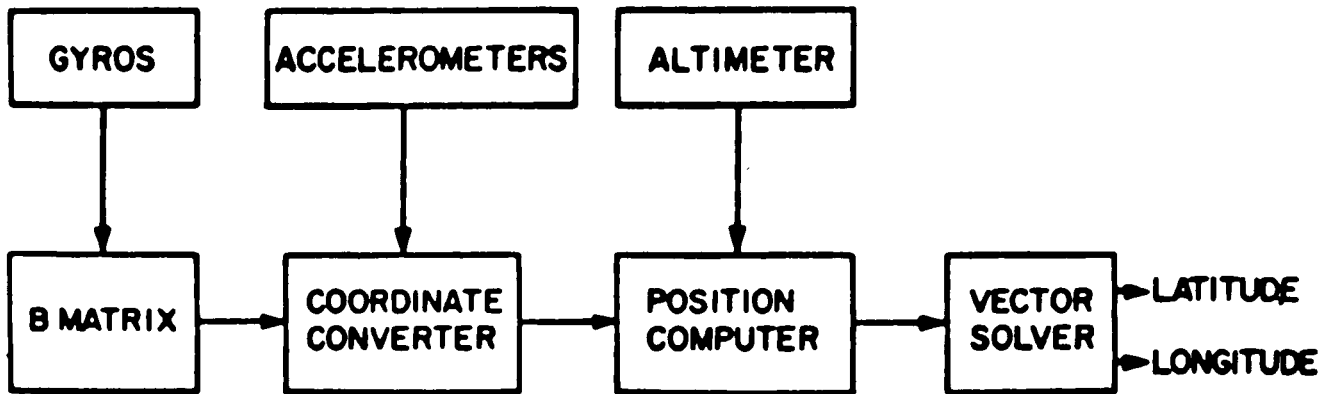 GYROS
ACCELEROMETERS
ALTIMETER
B MATRIX
COORDINATE
CONVERTER
POSITION
COMPUTER
VECTOR
SOLVER
LATITUDE
LONGITUDE